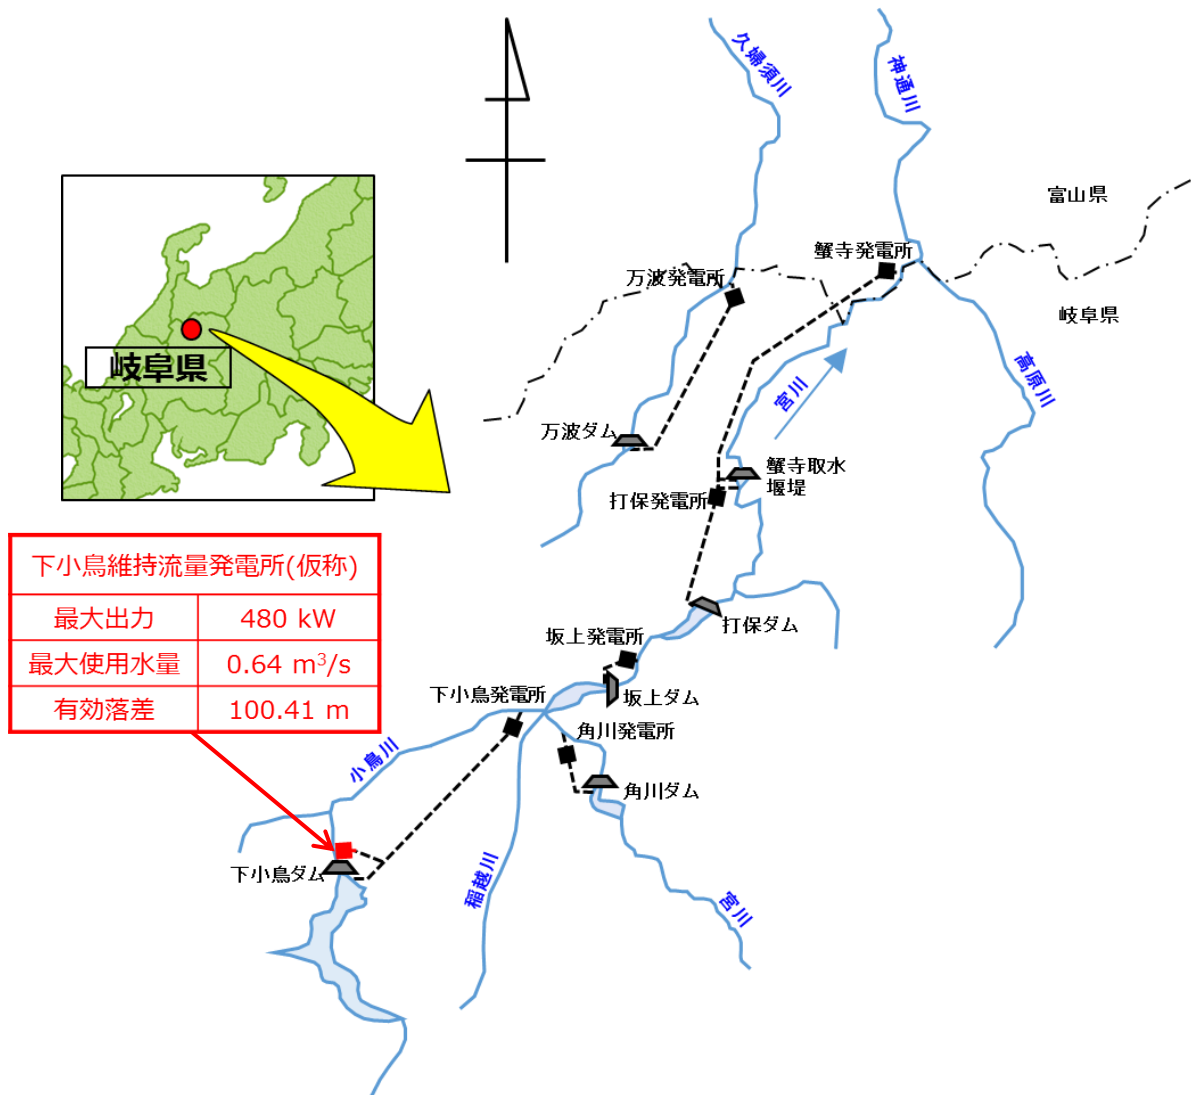 久婦須川
神通川
富山県
蟹寺発電所
万波発電所
岐阜県
岐阜県
高原川
宮川
万波ダム
蟹寺取水
堰堤
打保発電所
下小鳥維持流量発電所(仮称)
最大出力 480 kW
最大使用水量 0.64 m³/s
有効落差 100.41 m
打保ダム
坂上発電所
下小鳥発電所
坂上ダム
角川発電所
小鳥川
角川ダム
下小鳥ダム
稲越川
宮川